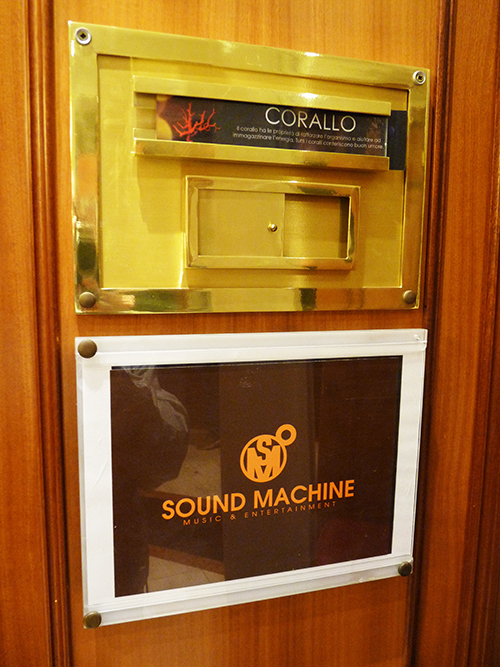 CORALLO
Il corallo ha le proprietà di rafforzare l'organismo e aiutare ad
immagazzinare l'energia. Tutti i coralli conferiscono buon umore.
SM
SOUND MACHINE
MUSIC & ENTERTAINMENT